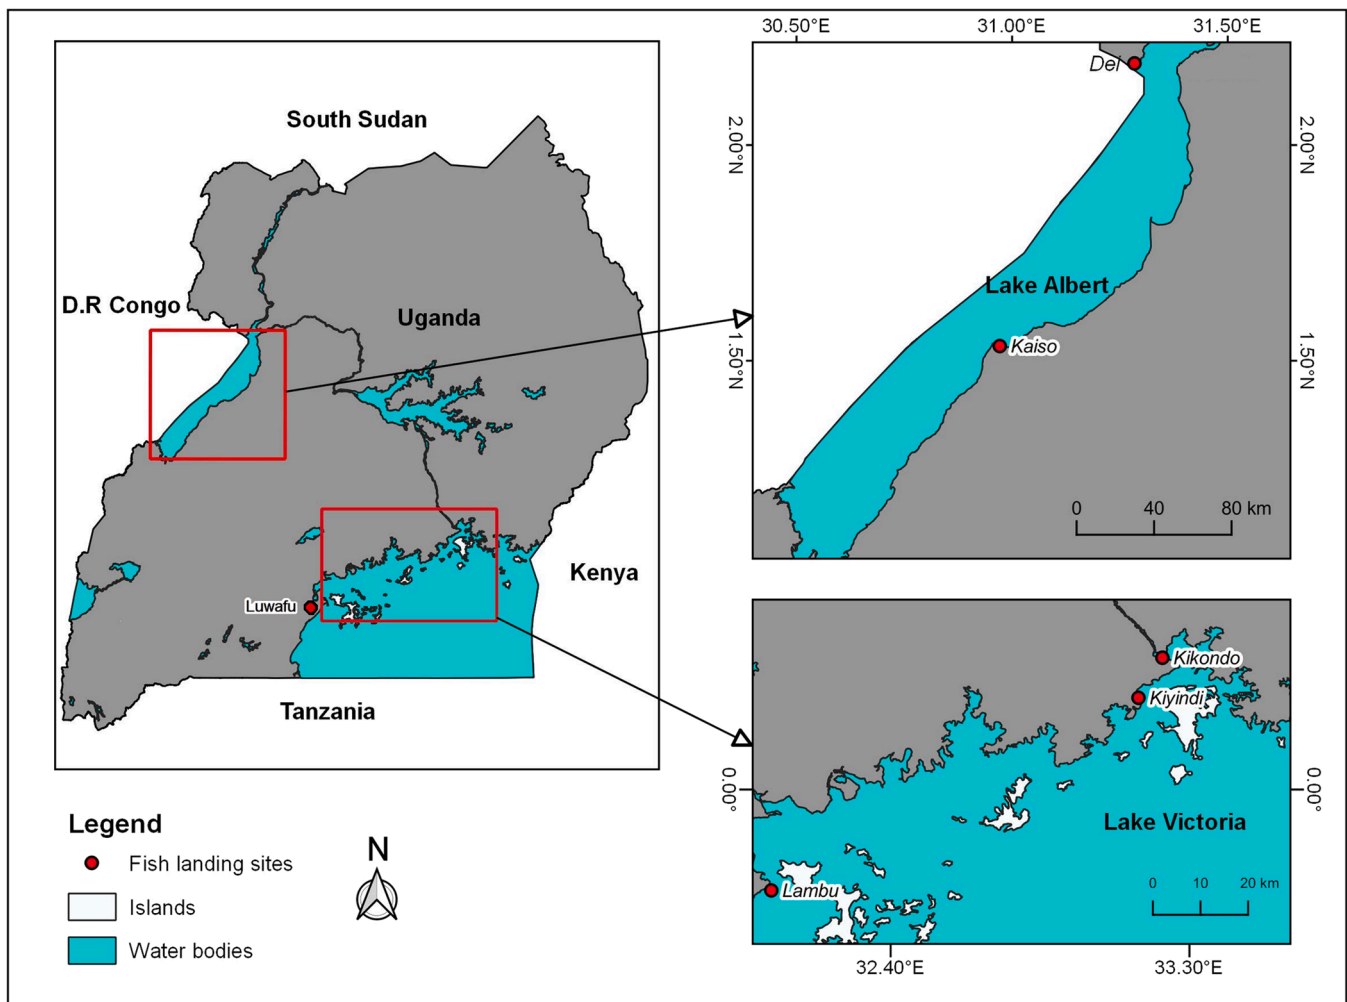 South Sudan
D.R Congo
Uganda
Kenya
Luwafu
Tanzania
Legend
Fish landing sites
Islands
Water bodies
N
30.50°E 31.00°E 31.50°E
Dei
2.00°N 2.00°N
Lake Albert
Kaiso
1.50°N 1.50°N
0 40 80 km
Kikondo
Kiyindi
0.00° 0.00°
Lake Victoria
Lambu
0 10 20 km
32.40°E 33.30°E